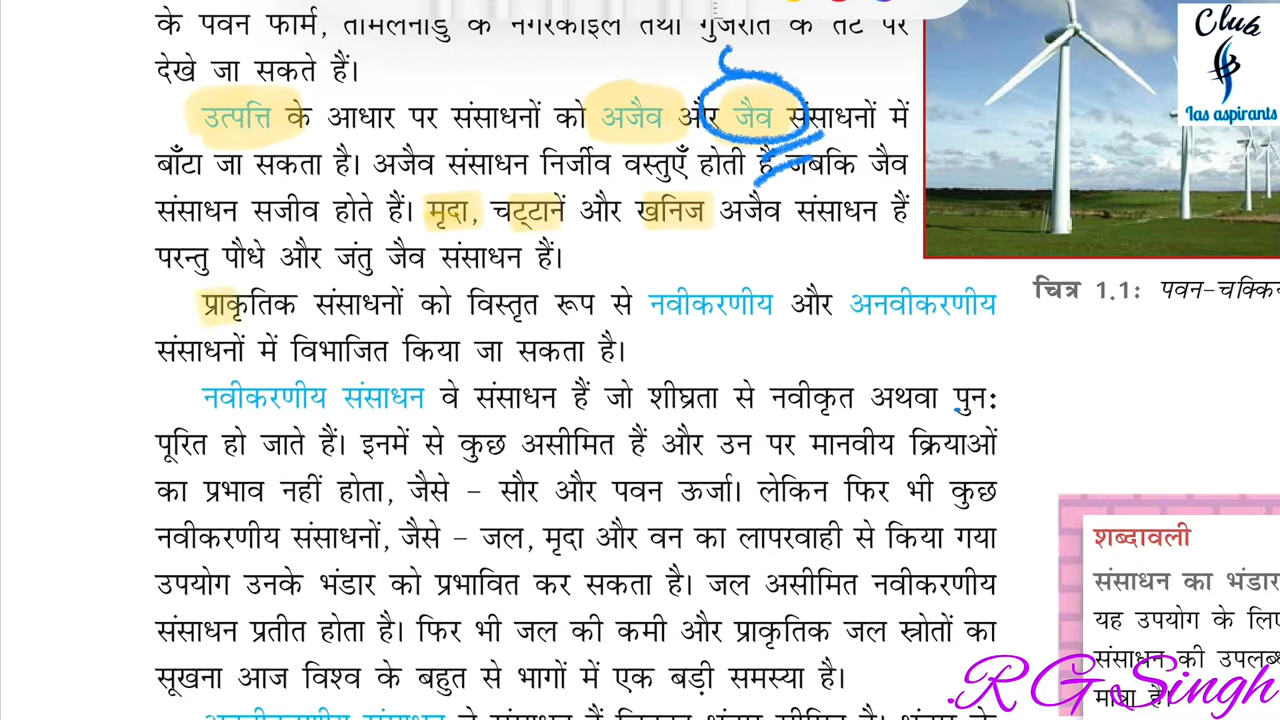 के पवन फार्म, तामिलनाडु के नगरकोइल तथा गुजरात के तट पर
देखे जा सकते हैं।
उत्पत्ति के आधार पर संसाधनों को अजैव और जैव संसाधनों में
बाँटा जा सकता है। अजैव संसाधन निर्जीव वस्तुएँ होती हैं जबकि जैव
संसाधन सजीव होते हैं। मृदा, चट्टानें और खनिज अजैव संसाधन हैं
परन्तु पौधे और जंतु जैव संसाधन हैं।
प्राकृतिक संसाधनों को विस्तृत रूप से नवीकरणीय और अनवीकरणीय
संसाधनों में विभाजित किया जा सकता है।
नवीकरणीय संसाधन वे संसाधन हैं जो शीघ्रता से नवीकृत अथवा पुनः
पूरित हो जाते हैं। इनमें से कुछ असीमित हैं और उन पर मानवीय क्रियाओं
का प्रभाव नहीं होता, जैसे – सौर और पवन ऊर्जा। लेकिन फिर भी कुछ
नवीकरणीय संसाधनों, जैसे – जल, मृदा और वन का लापरवाही से किया गया
उपयोग उनके भंडार को प्रभावित कर सकता है। जल असीमित नवीकरणीय
संसाधन प्रतीत होता है। फिर भी जल की कमी और प्राकृतिक जल स्त्रोतों का
सूखना आज विश्व के बहुत से भागों में एक बड़ी समस्या है।
Club
Ias aspirants
चित्र 1.1: पवन-चक्कि
शब्दावली
संसाधन का भंडार
यह उपयोग के लिए
संसाधन की उपलब्ध
मात्रा है।
.R G Singh